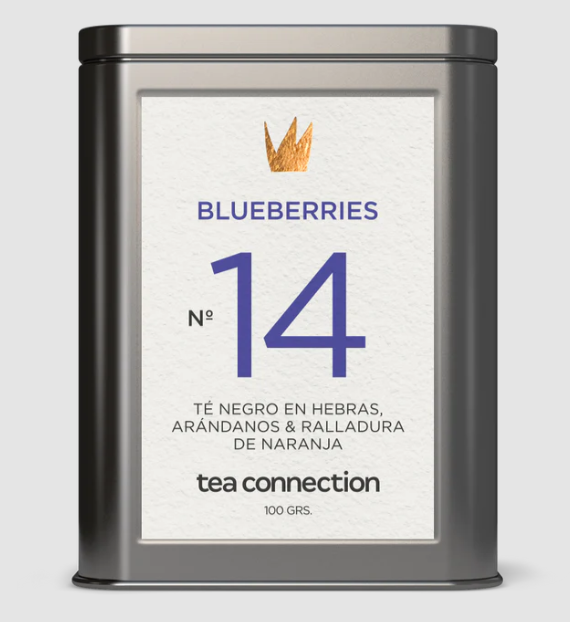 BLUEBERRIES
Nº 14
TÉ NEGRO EN HEBRAS,
ARÁNDANOS & RALLADURA
DE NARANJA
tea connection
100 GRS.